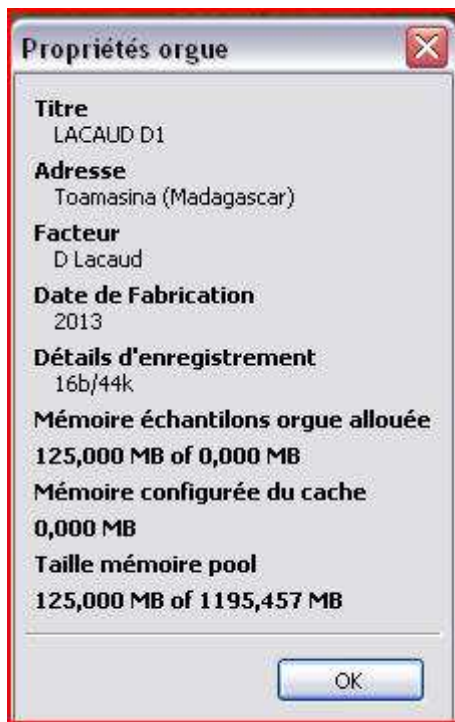 Propriétés orgue
Titre
LACAUD D1
Adresse
Toamasina (Madagascar)
Facteur
D Lacaud
Date de Fabrication
2013
Détails d'enregistrement
16b/44k
Mémoire échantilons orgue allouée
125,000 MB of 0,000 MB
Mémoire configurée du cache
0,000 MB
Taille mémoire pool
125,000 MB of 1195,457 MB
OK